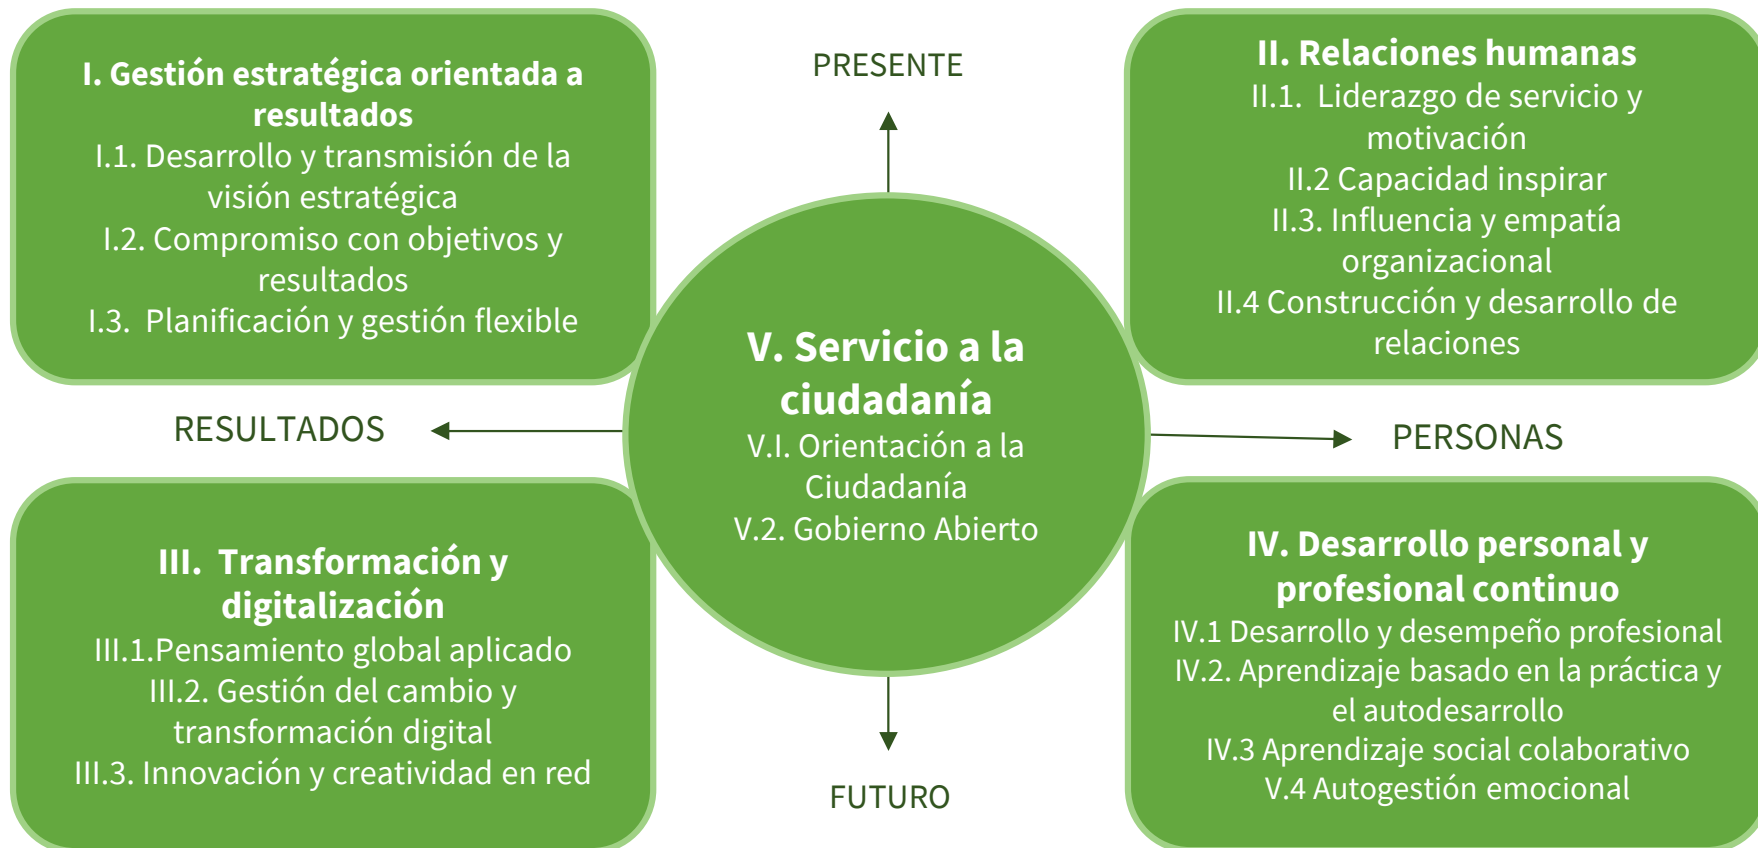 I. Gestión estratégica orientada a
resultados
I.1. Desarrollo y transmisión de la
visión estratégica
I.2. Compromiso con objetivos y
resultados
I.3. Planificación y gestión flexible
PRESENTE
II. Relaciones humanas
II.1. Liderazgo de servicio y
motivación
II.2 Capacidad inspirar
II.3. Influencia y empatía
organizacional
II.4 Construcción y desarrollo de
relaciones
RESULTADOS
V. Servicio a la
ciudadanía
V.I. Orientación a la
Ciudadanía
V.2. Gobierno Abierto
PERSONAS
III. Transformación y
digitalización
III.1.Pensamiento global aplicado
III.2. Gestión del cambio y
transformación digital
III.3. Innovación y creatividad en red
FUTURO
IV. Desarrollo personal y
profesional continuo
IV.1 Desarrollo y desempeño profesional
IV.2. Aprendizaje basado en la práctica y
el autodesarrollo
IV.3 Aprendizaje social colaborativo
V.4 Autogestión emocional